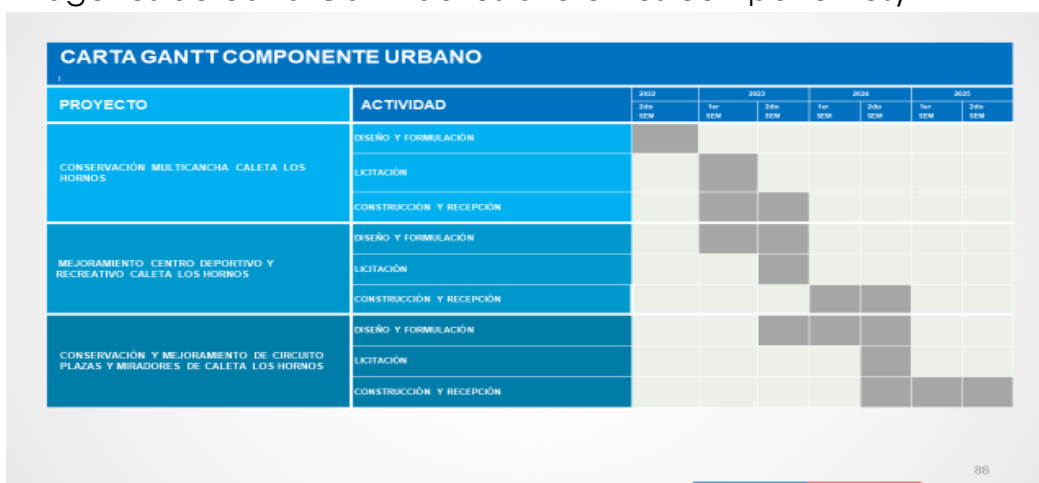 CARTA GANTT COMPONENTE URBANO
PROYECTO
ACTIVIDAD
2022
2023
2024
2025
2do SEM
1er SEM
2do SEM
1er SEM
2do SEM
1er SEM
2do SEM
CONSERVACIÓN MULTICANCHA CALETA LOS
HORNOS
DISEÑO Y FORMULACIÓN
LICITACIÓN
CONSTRUCCIÓN Y RECEPCIÓN
MEJORAMIENTO CENTRO DEPORTIVO Y
RECREATIVO CALETA LOS HORNOS
DISEÑO Y FORMULACIÓN
LICITACIÓN
CONSTRUCCIÓN Y RECEPCIÓN
CONSERVACIÓN Y MEJORAMIENTO DE CIRCUITO
PLAZAS Y MIRADORES DE CALETA LOS HORNOS
DISEÑO Y FORMULACIÓN
LICITACIÓN
CONSTRUCCIÓN Y RECEPCIÓN
88